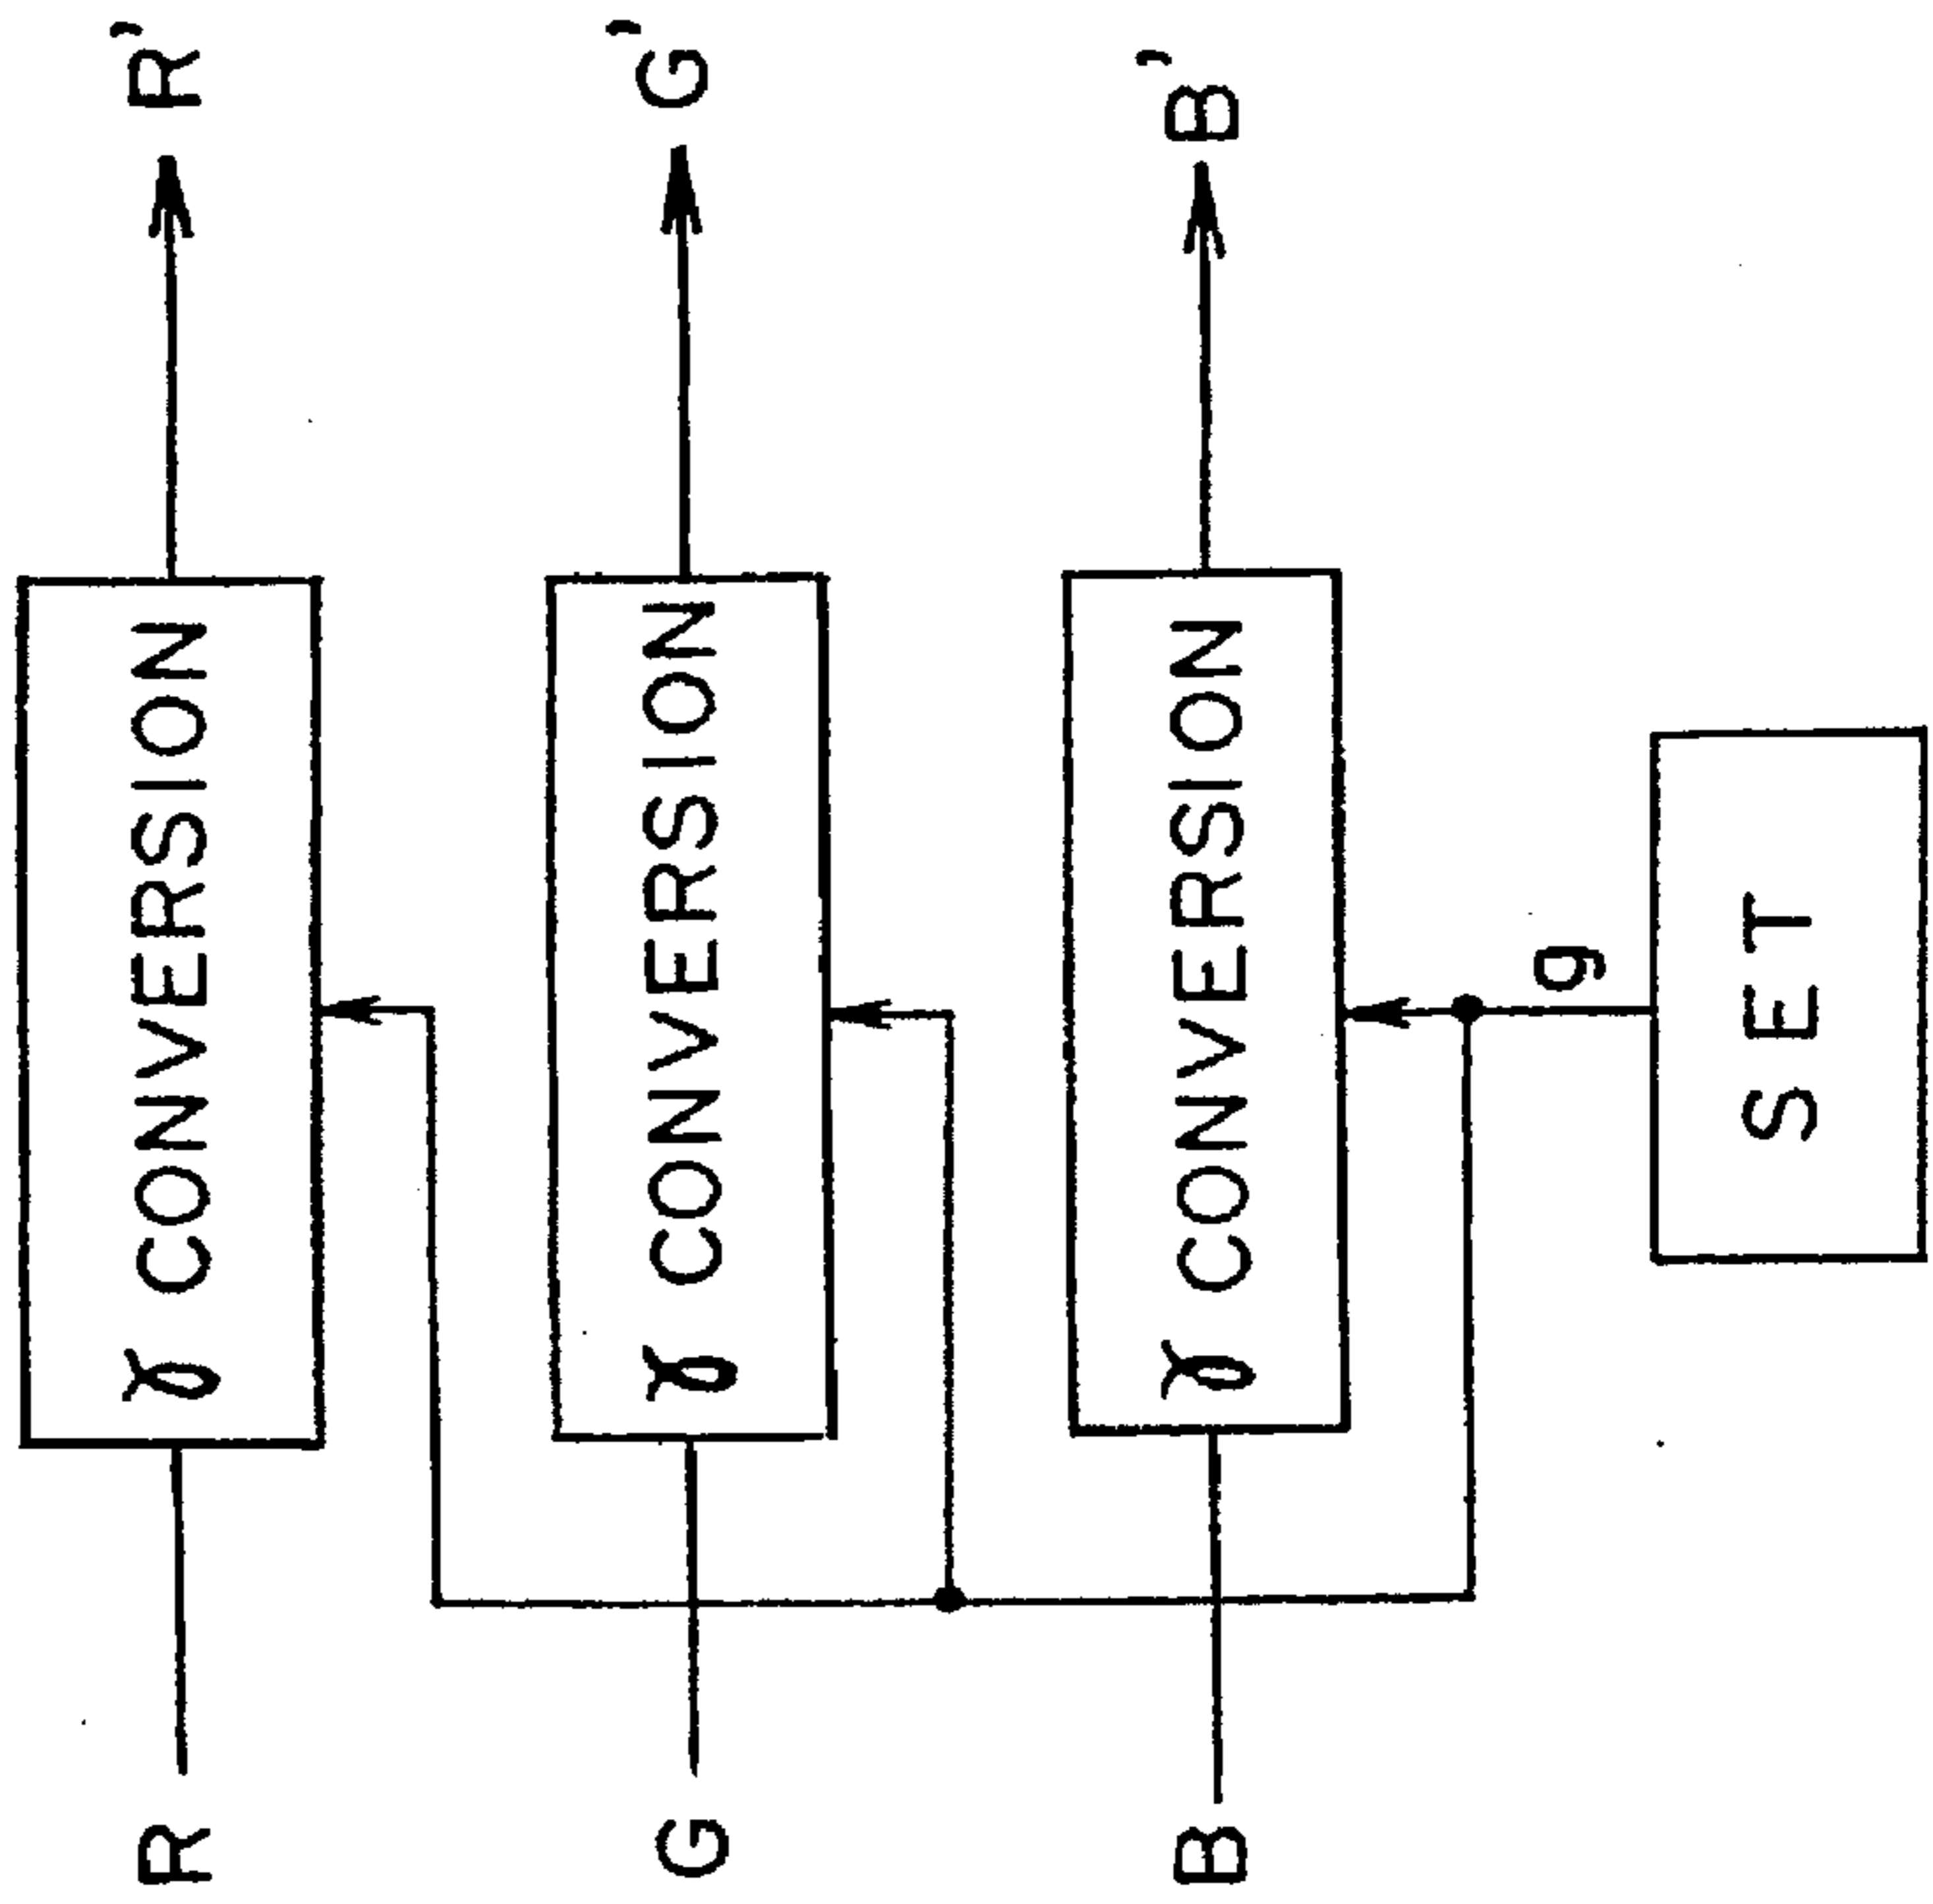 R
γ CONVERSION
R'
G
γ CONVERSION
G'
B
γ CONVERSION
B'
g
SET